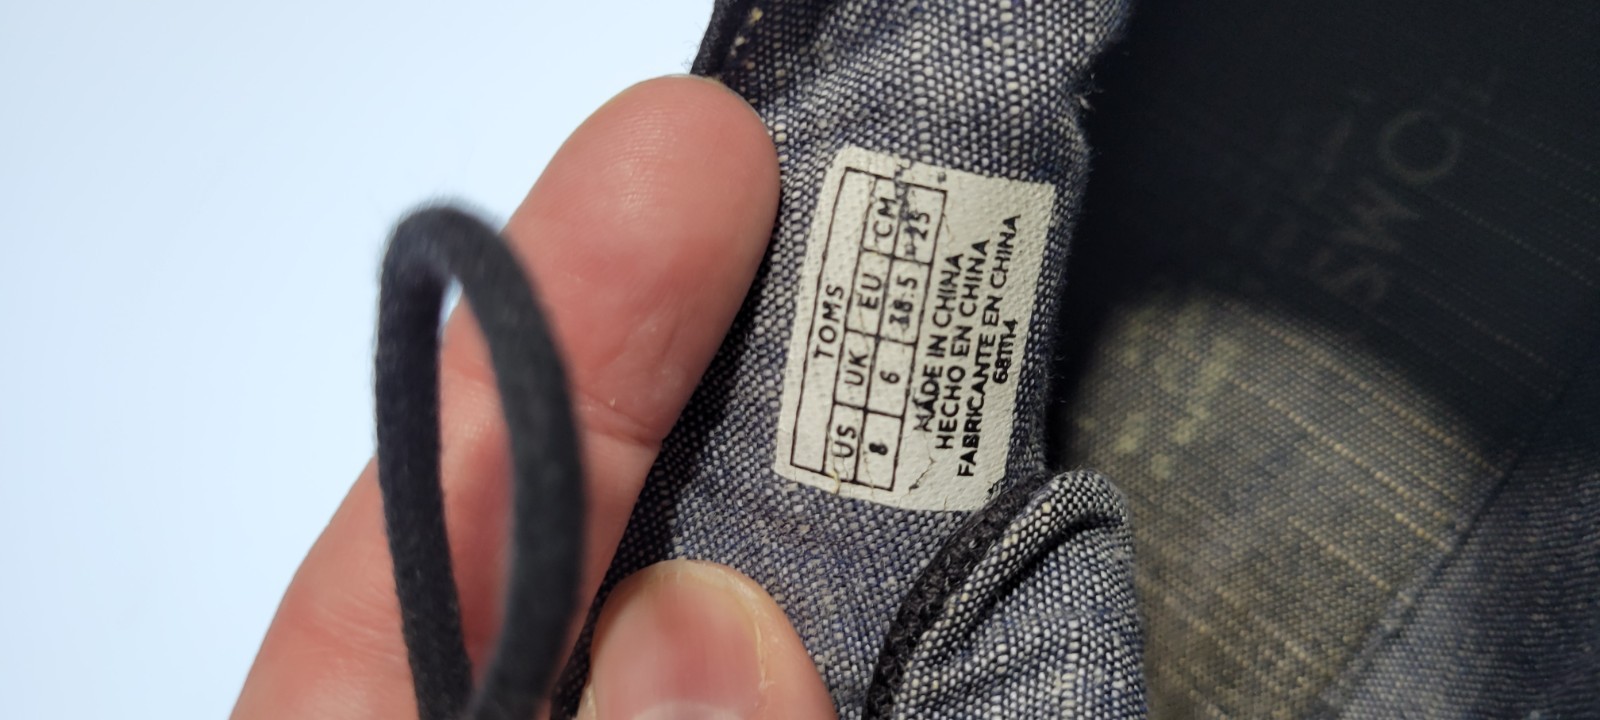 TOMS
US UK EU CM
8 6 38.5 25
MADE IN CHINA
HECHO EN CHINA
FABRICANTE EN CHINA
TOMS